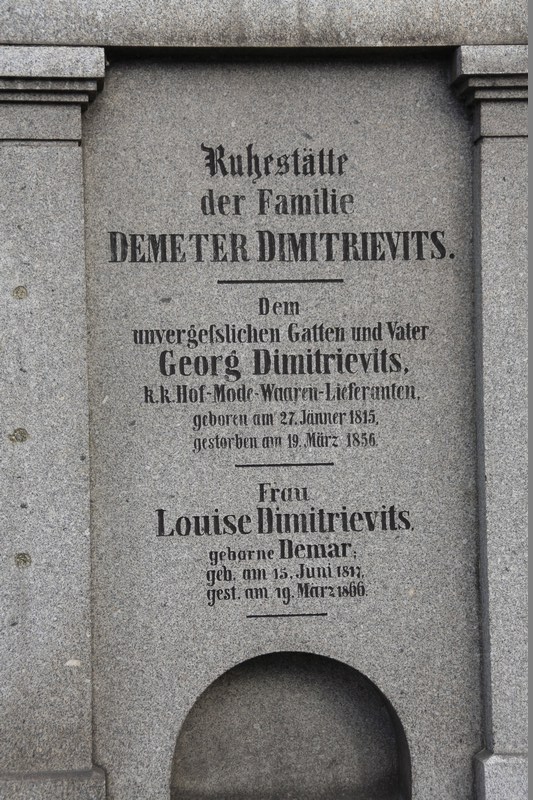 Ruhestätte
der Familie
DEMETER DIMITRIEVITS.
Dem
unvergeſslichen Gatten und Vater
Georg Dimitrievits,
k.k. Hof-Mode-Waaren-Lieferanten,
geboren am 27. Jänner 1815,
gestorben am 19. März 1856.
Frau
Louise Dimitrievits,
geborne Demar,
geb. am 15. Juni 1817,
gest. am 19. März 1866.